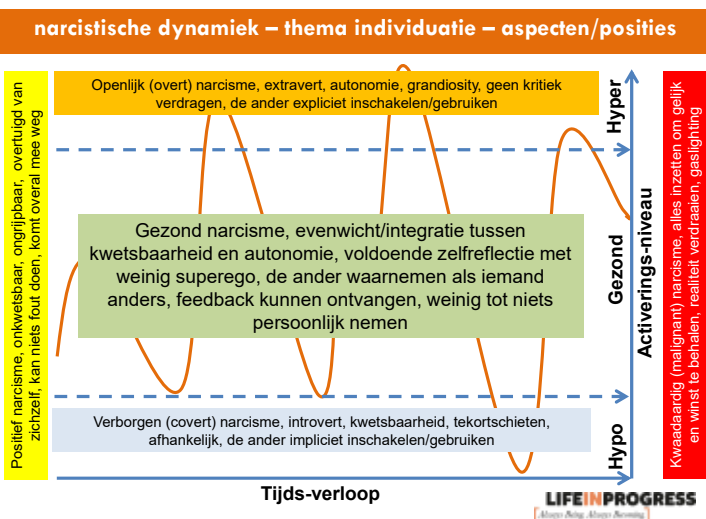 narcistische dynamiek – thema individuatie – aspecten/posities
Positief narcisme, onkwetsbaar, ongrijpbaar, overtuigd van
zichzelf, kan niets fout doen, komt overal mee weg
Openlijk (overt) narcisme, extravert, autonomie, grandiosity, geen kritiek
verdragen, de ander expliciet inschakelen/gebruiken
Gezond narcisme, evenwicht/integratie tussen
kwetsbaarheid en autonomie, voldoende zelfreflectie met
weinig superego, de ander waarnemen als iemand
anders, feedback kunnen ontvangen, weinig tot niets
persoonlijk nemen
Verborgen (covert) narcisme, introvert, kwetsbaarheid, tekortschieten,
afhankelijk, de ander impliciet inschakelen/gebruiken
Hyper
Gezond
Hypo
Activerings-niveau
Kwaadaardig (malignant) narcisme, alles inzetten om gelijk
en winst te behalen, realiteit verdraaien, gaslighting
Tijds-verloop
LIFEINPROGRESS
[Always Being, Always Becoming]